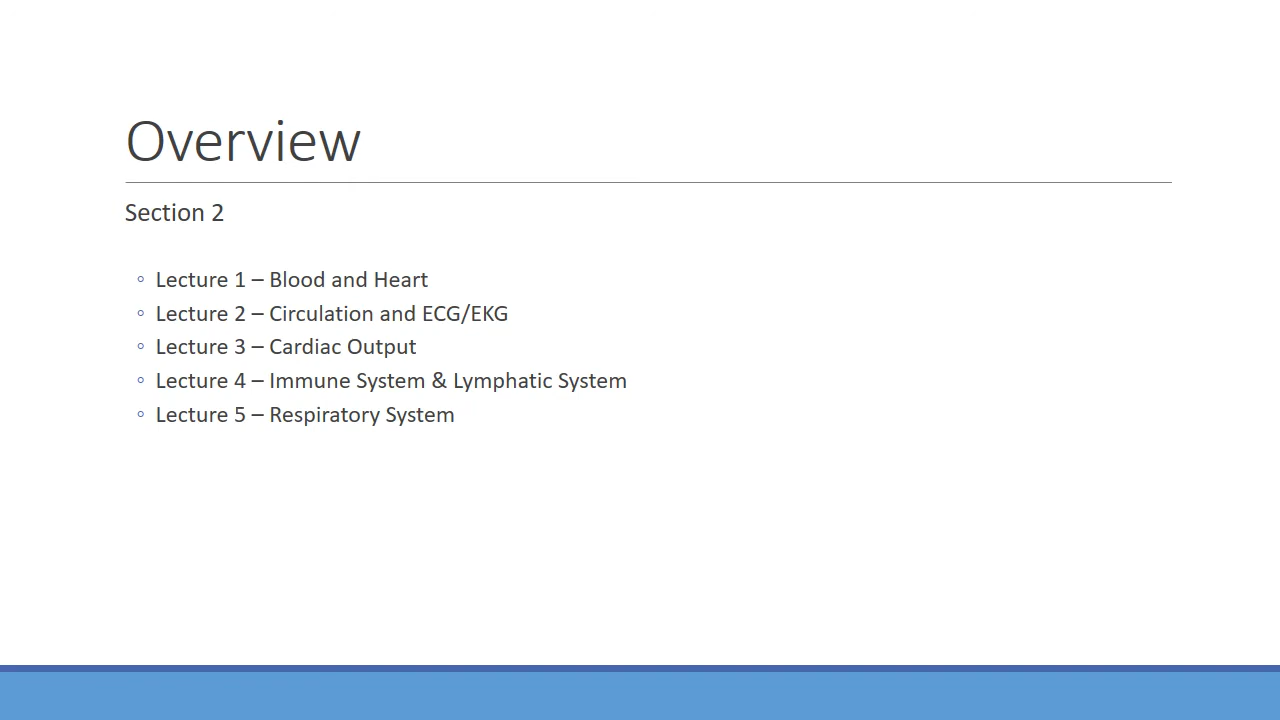 Overview
Section 2
◦ Lecture 1 – Blood and Heart
◦ Lecture 2 – Circulation and ECG/EKG
◦ Lecture 3 – Cardiac Output
◦ Lecture 4 – Immune System & Lymphatic System
◦ Lecture 5 – Respiratory System